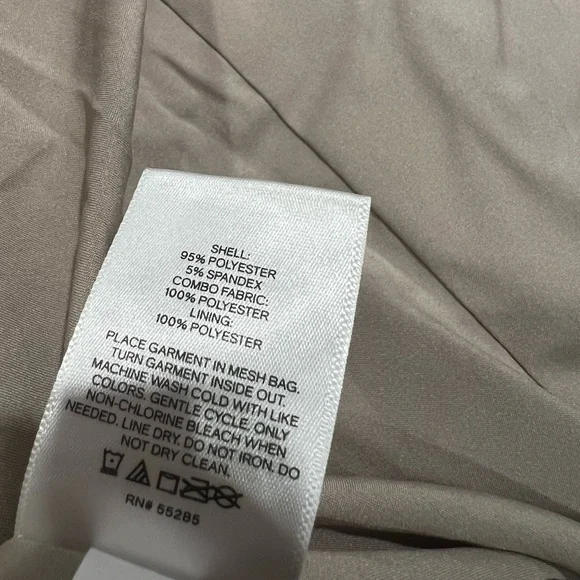 SHELL:
95% POLYESTER
5% SPANDEX
COMBO FABRIC:
100% POLYESTER
LINING:
100% POLYESTER
PLACE GARMENT IN MESH BAG.
TURN GARMENT INSIDE OUT.
MACHINE WASH COLD WITH LIKE
COLORS. GENTLE CYCLE. ONLY
NON-CHLORINE BLEACH WHEN
NEEDED. LINE DRY. DO NOT IRON. DO
NOT DRY CLEAN.
RN# 55285